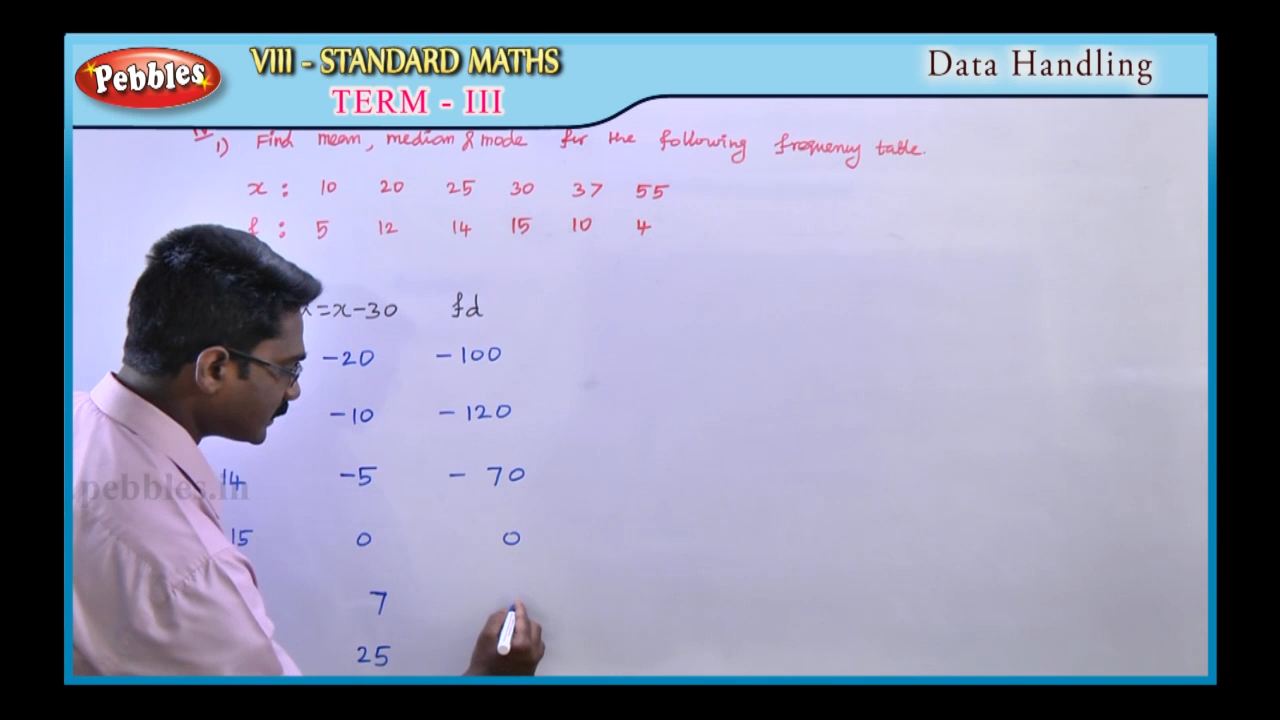 Pebbles
VIII - STANDARD MATHS
TERM - III
Data Handling
IV
1) Find mean, median & mode for the following frequency table.
x : 10 20 25 30 37 55
f : 5 12 14 15 10 4
=x-30 fd
-20 -100
-10 -120
14 -5 - 70
pebbles.in
15 0 0
7
25